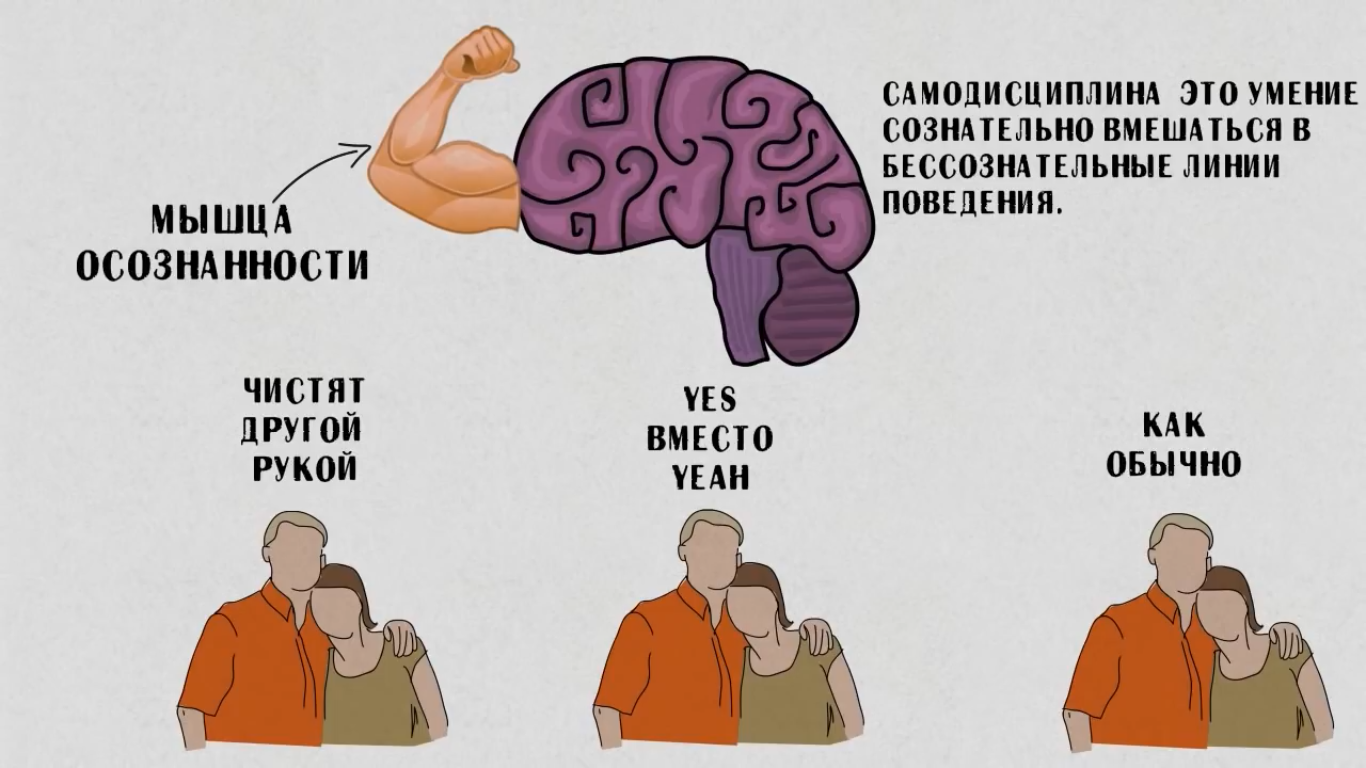 САМОДИСЦИПЛИНА ЭТО УМЕНИЕ
СОЗНАТЕЛЬНО ВМЕШАТЬСЯ В
БЕССОЗНАТЕЛЬНЫЕ ЛИНИИ
ПОВЕДЕНИЯ.
МЫШЦА
ОСОЗНАННОСТИ
ЧИСТЯТ
ДРУГОЙ
РУКОЙ
YES
ВМЕСТО
YEAH
КАК
ОБЫЧНО